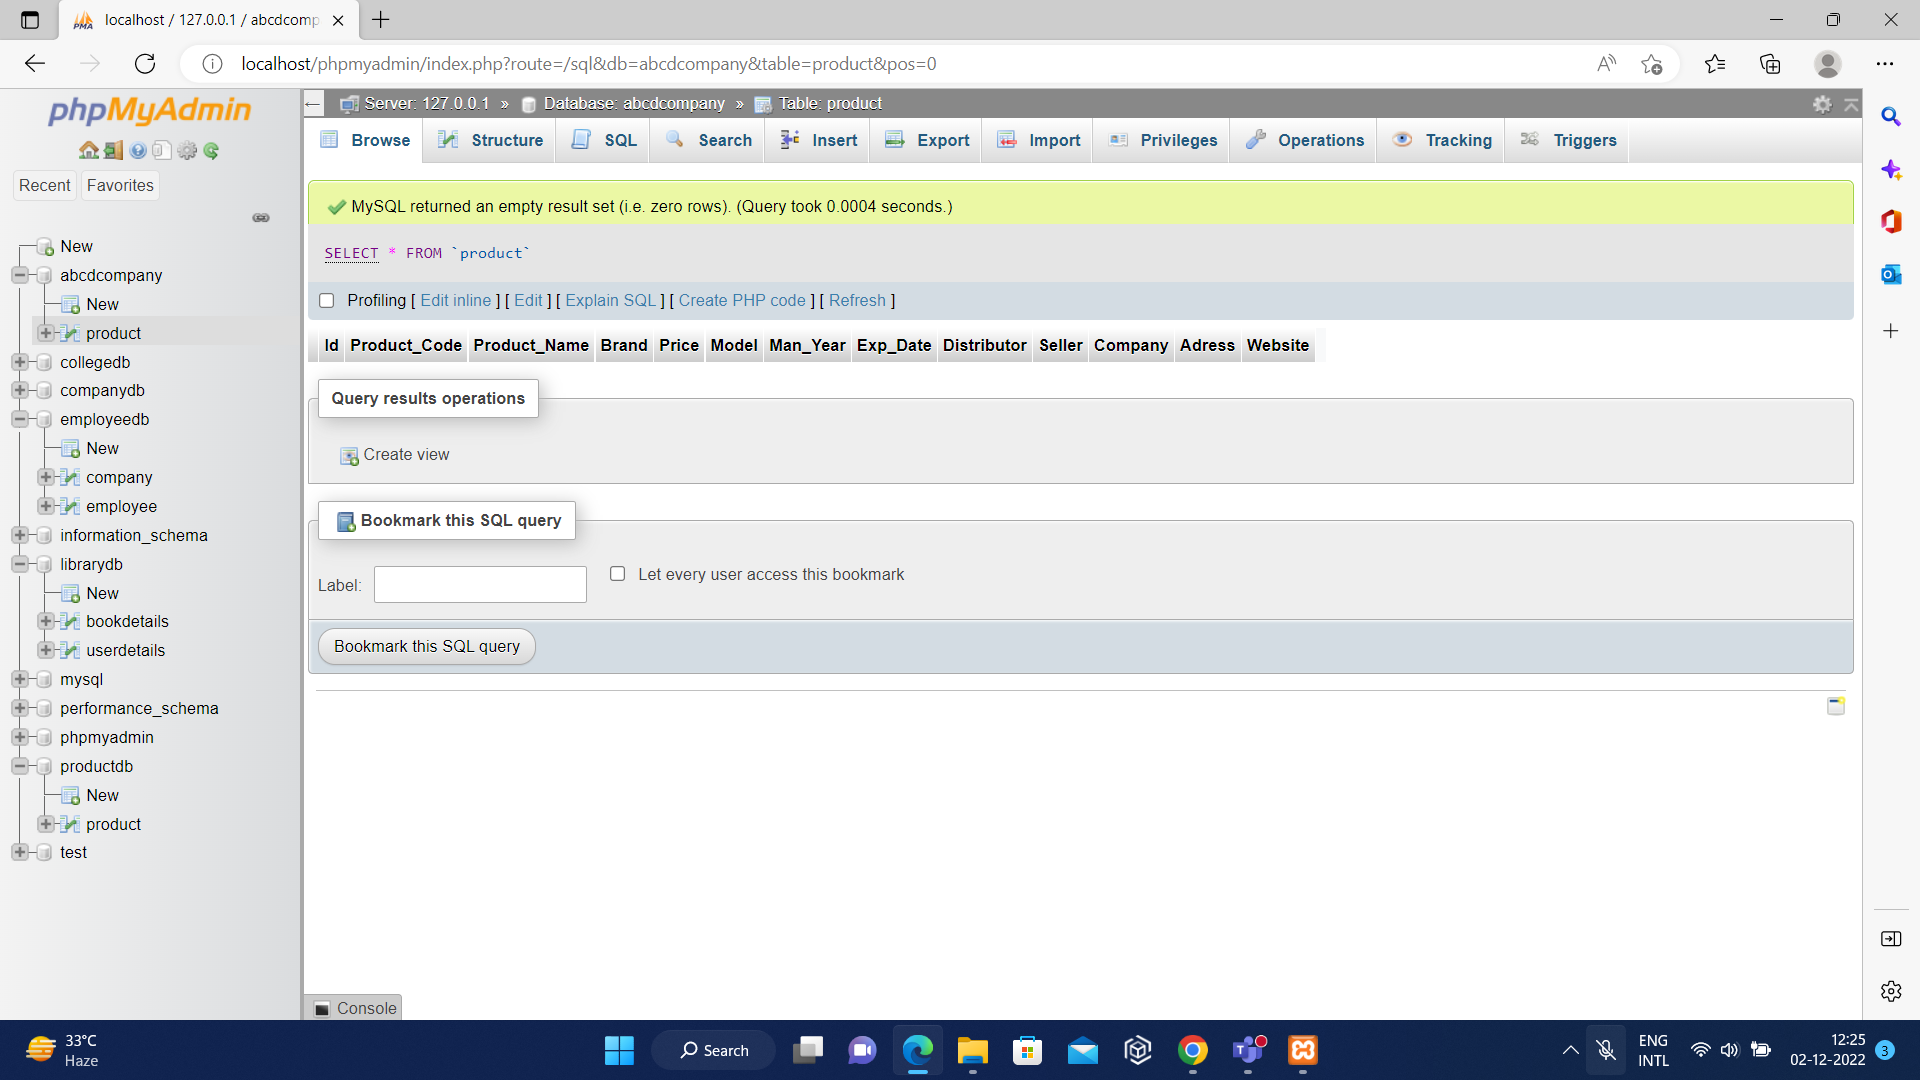 localhost / 127.0.0.1 / abcdcomp
localhost/phpmyadmin/index.php?route=/sql&db=abcdcompany&table=product&pos=0
phpMyAdmin
Recent
Favorites
New
abcdcompany
New
product
collegedb
companydb
employeedb
New
company
employee
information_schema
librarydb
New
bookdetails
userdetails
mysql
performance_schema
phpmyadmin
productdb
New
product
test
Server: 127.0.0.1 » Database: abcdcompany » Table: product
Browse Structure SQL Search Insert Export Import Privileges Operations Tracking Triggers
MySQL returned an empty result set (i.e. zero rows). (Query took 0.0004 seconds.)
SELECT * FROM `product`
Profiling [ Edit inline ] [ Edit ] [ Explain SQL ] [ Create PHP code ] [ Refresh ]
Id Product_Code Product_Name Brand Price Model Man_Year Exp_Date Distributor Seller Company Adress Website
Query results operations
Create view
Bookmark this SQL query
Label:
Let every user access this bookmark
Bookmark this SQL query
Console
33°C
Haze
Search
ENG
INTL
12:25
02-12-2022
3